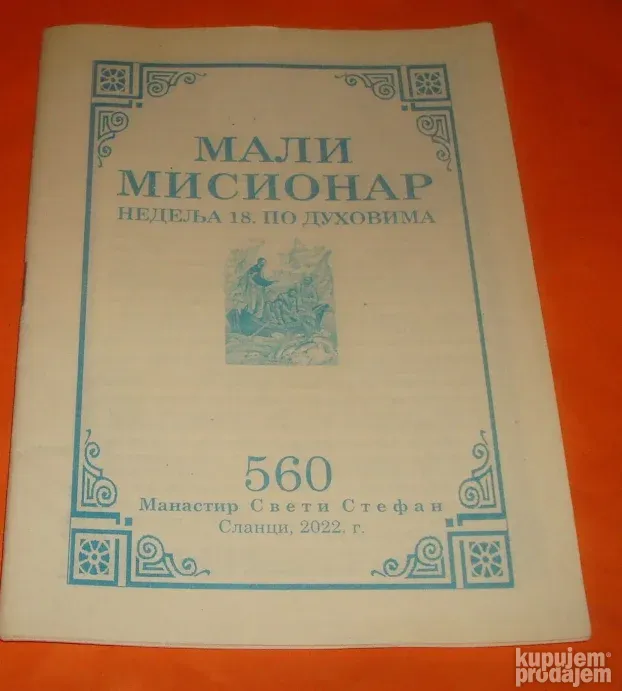 МАЛИ
МИСИОНАР
НЕДЕЉА 18. ПО ДУХОВИМА
560
Манастир Свети Стефан
Сланци, 2022. г.
kupujem
prodajem